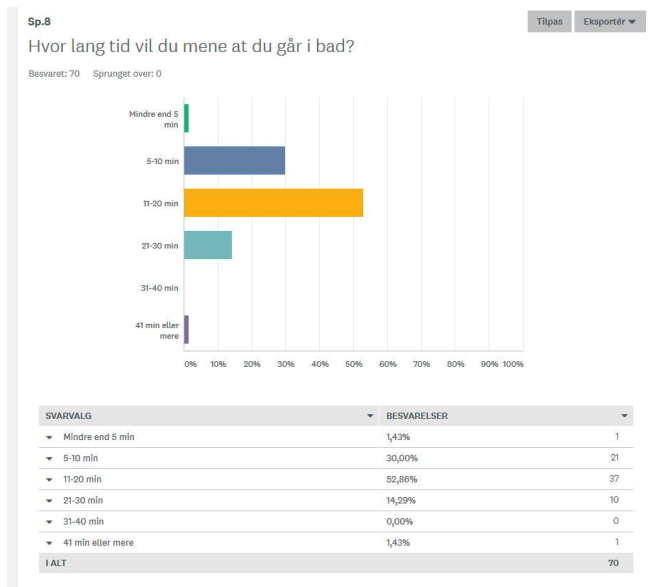 Sp.8
Tilpas
Eksportér
Hvor lang tid vil du mene at du går i bad?
Besvaret: 70 Sprunget over: 0
Mindre end 5
min
5-10 min
11-20 min
21-30 min
31-40 min
41 min eller
mere
0% 10% 20% 30% 40% 50% 60% 70% 80% 90% 100%
SVARVALG BESVARELSER
Mindre end 5 min 1,43% 1
5-10 min 30,00% 21
11-20 min 52,86% 37
21-30 min 14,29% 10
31-40 min 0,00% 0
41 min eller mere 1,43% 1
I ALT 70